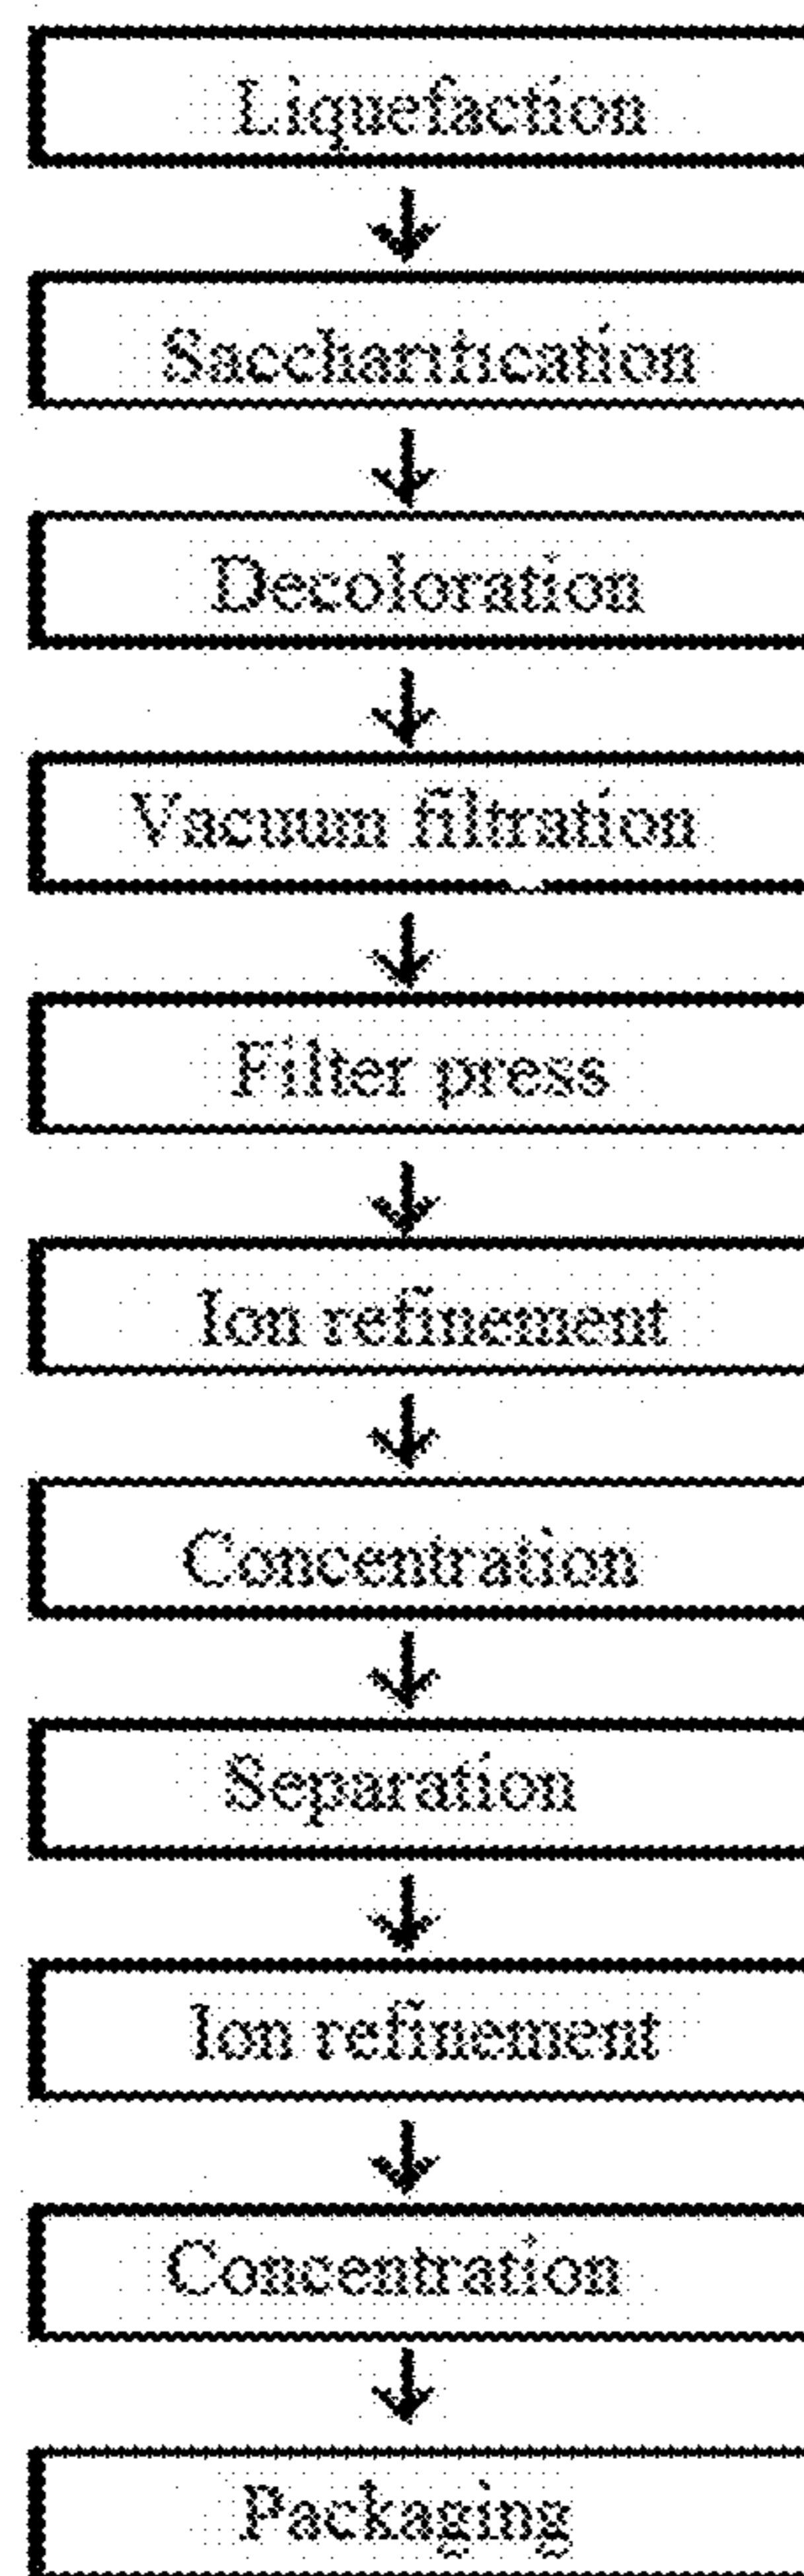 Liquefaction
Saccharification
Decoloration
Vacuum filtration
Filter press
Ion refinement
Concentration
Separation
Ion refinement
Concentration
Packaging